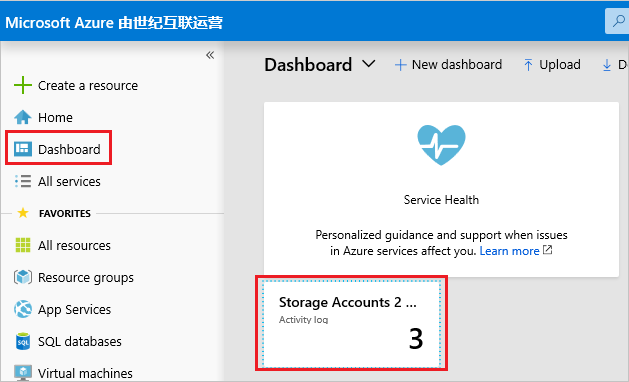 Microsoft Azure 由世纪互联运营
«
Create a resource
Home
Dashboard
All services
FAVORITES
All resources
Resource groups
App Services
SQL databases
Virtual machines
Dashboard
New dashboard
Upload
Service Health
Personalized guidance and support when issues
in Azure services affect you. Learn more
Storage Accounts 2 ...
Activity log
3